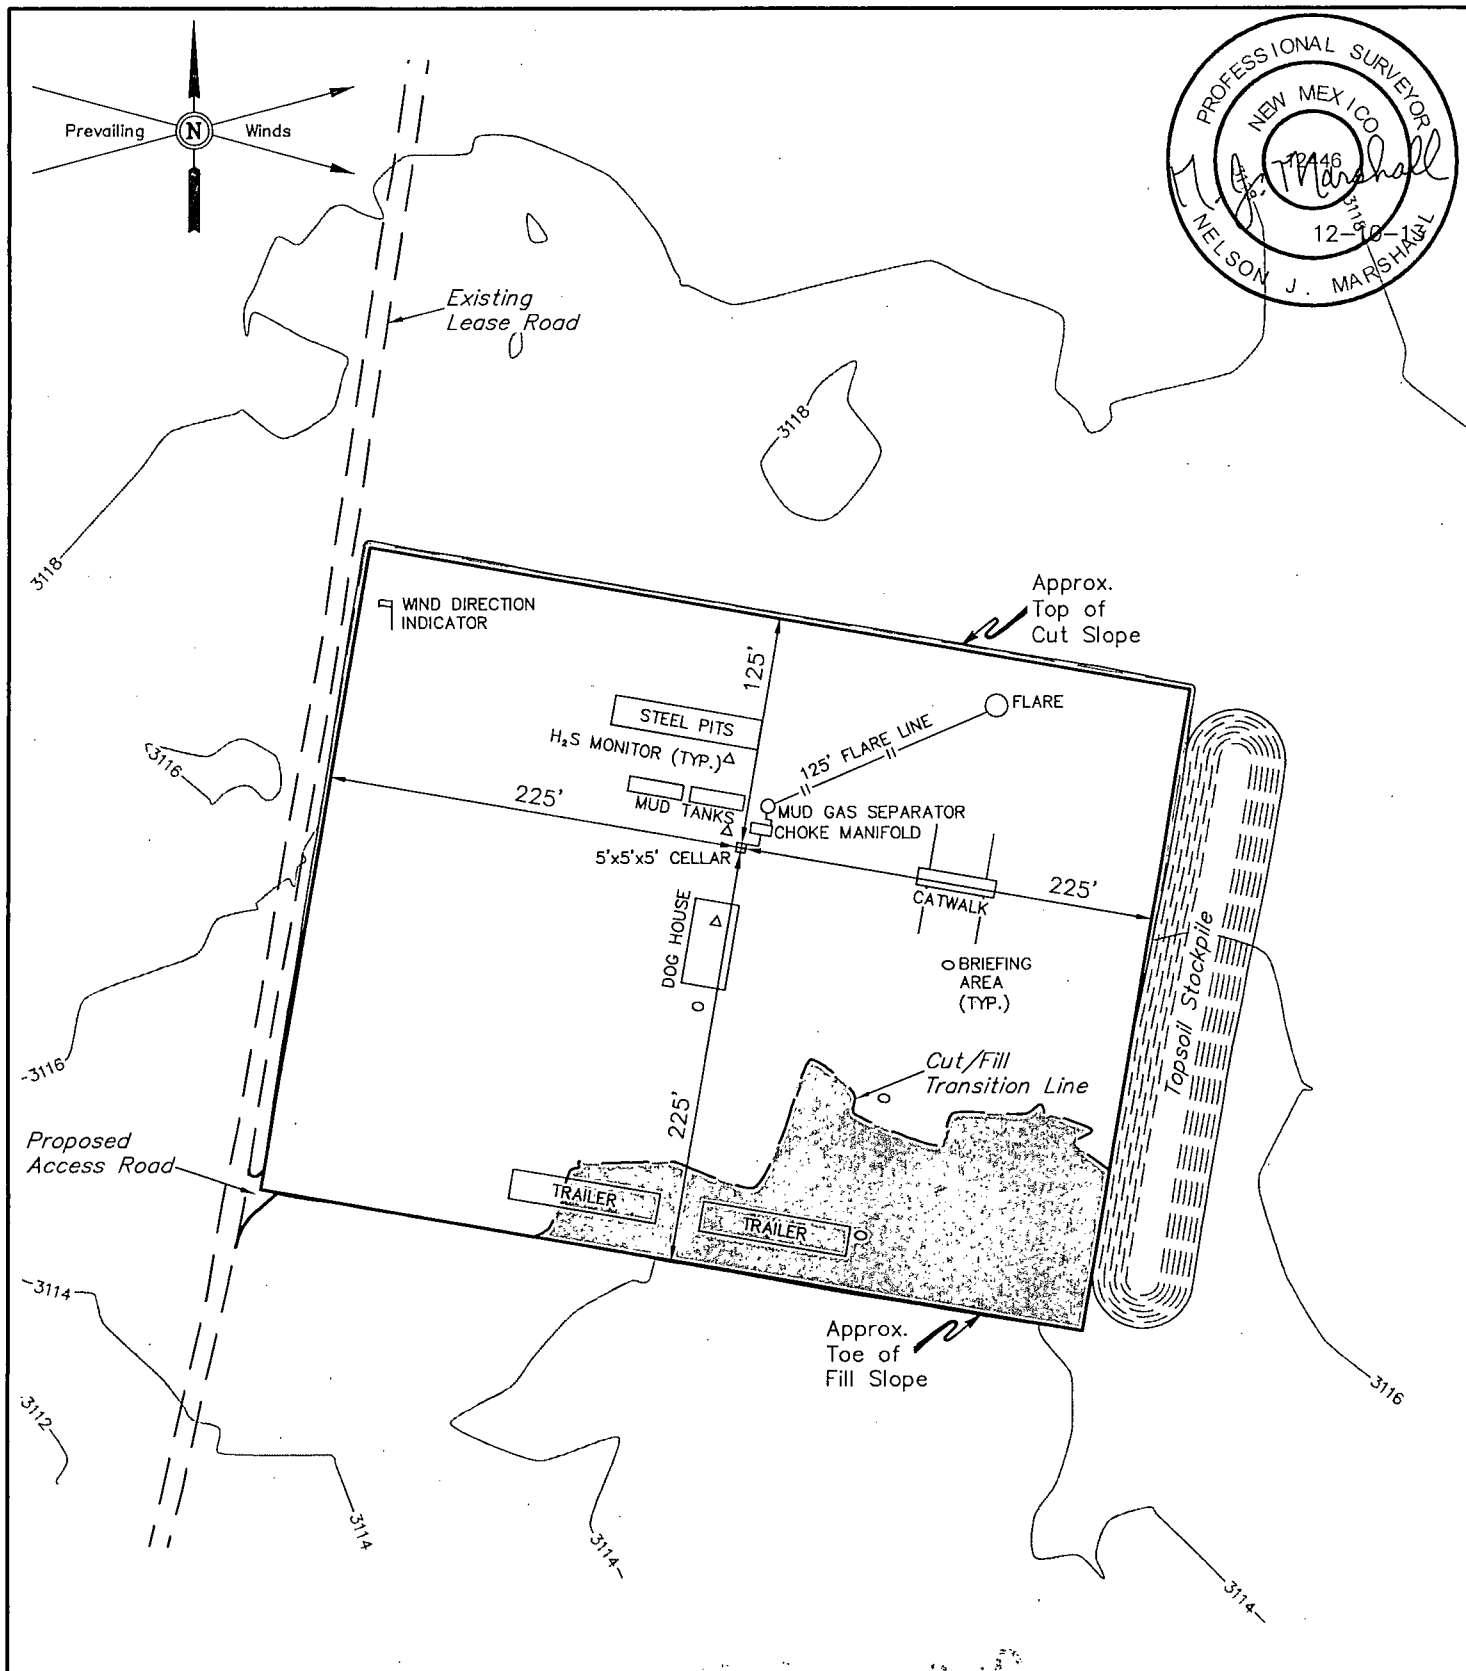 PROFESSIONAL SURVEYOR
NEW MEXICO
12446
N. J. Marshall
3118
NELSON J. MARSHALL
N
Prevailing
Winds
Existing
Lease Road
3118
3118
Approx.
Top of
Cut Slope
WIND DIRECTION
INDICATOR
125'
STEEL PITS
FLARE
H₂S MONITOR (TYP.)
125' FLARE LINE
3116
225'
MUD TANKS
MUD GAS SEPARATOR
CHOKE MANIFOLD
5'x5'x5' CELLAR
225'
CATWALK
DOG HOUSE
BRIEFING
AREA
(TYP.)
Topsoil Stockpile
3116
Cut/Fill
Transition Line
225'
Proposed
Access Road
TRAILER
TRAILER
3114
Approx.
Toe of
Fill Slope
3116
3112
3114
3114
3114